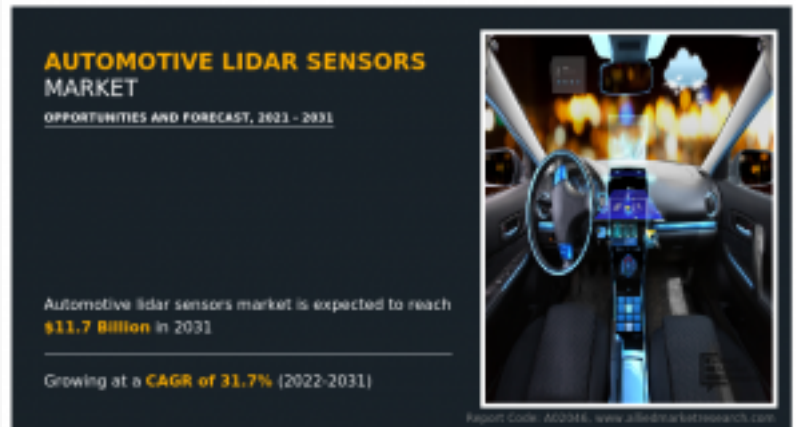 AUTOMOTIVE LIDAR SENSORS
MARKET
OPPORTUNITIES AND FORECAST, 2021 - 2031
Automotive lidar sensors market is expected to reach
$11.7 Billion in 2031
Growing at a CAGR of 31.7% (2022-2031)
Report Code: A02046, www.alliedmarketresearch.com